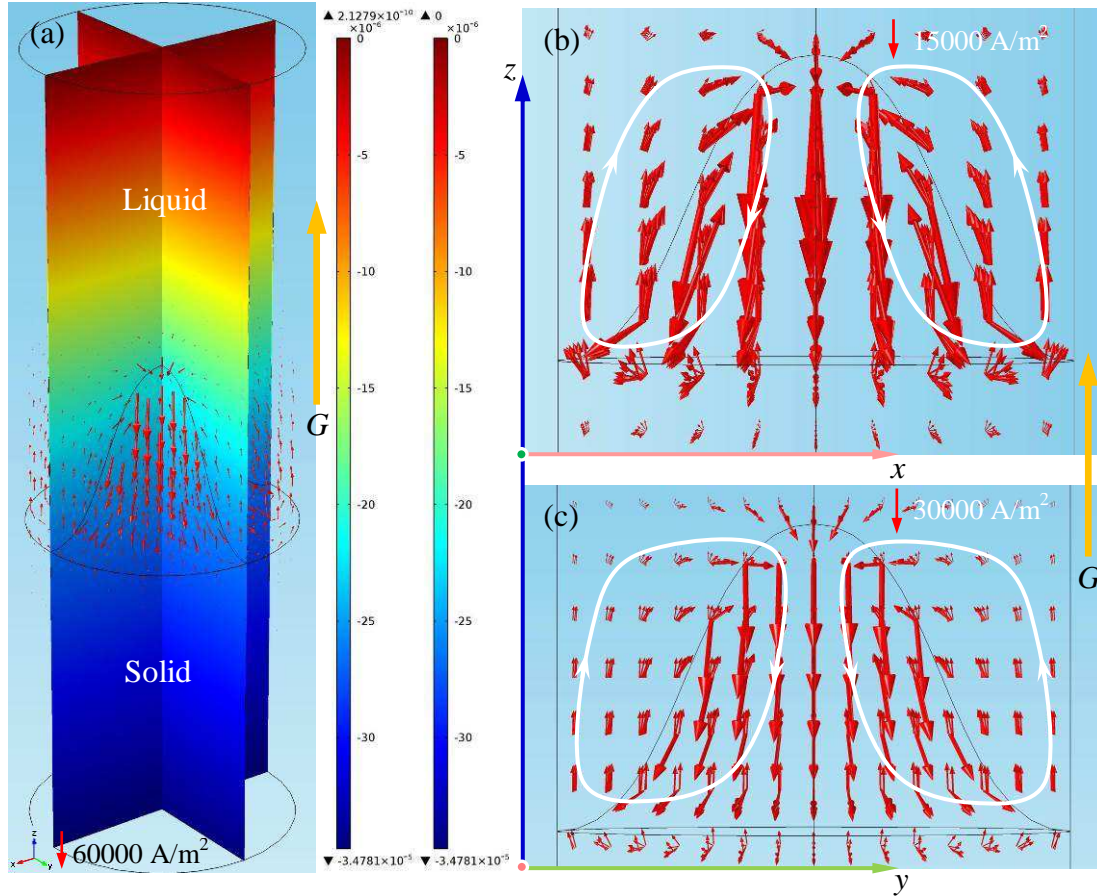 (a)
Liquid
Solid
G
60000 A/m²
z
x
y
▲ 2.1279×10⁻¹⁰
×10⁻⁶
0
-5
-10
-15
-20
-25
-30
▼ -3.4781×10⁻⁵
▲ 0
×10⁻⁶
0
-5
-10
-15
-20
-25
-30
▼ -3.4781×10⁻⁵
(b)
15000 A/m²
z
x
(c)
30000 A/m²
G
y